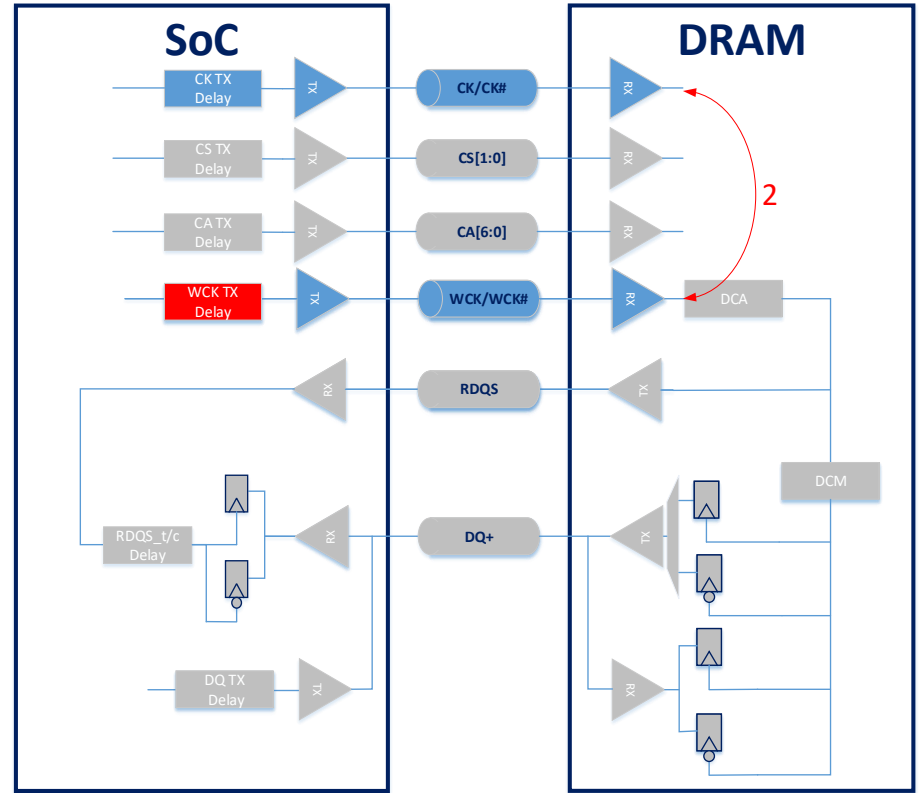 SoC
DRAM
CK TX
Delay
TX
CK/CK#
RX
CS TX
Delay
TX
CS[1:0]
RX
2
CA TX
Delay
TX
CA[6:0]
RX
WCK TX
Delay
TX
WCK/WCK#
RX
DCA
RX
RDQS
TX
DCM
RDQS_t/c
Delay
RX
DQ+
TX
DQ TX
Delay
TX
RX